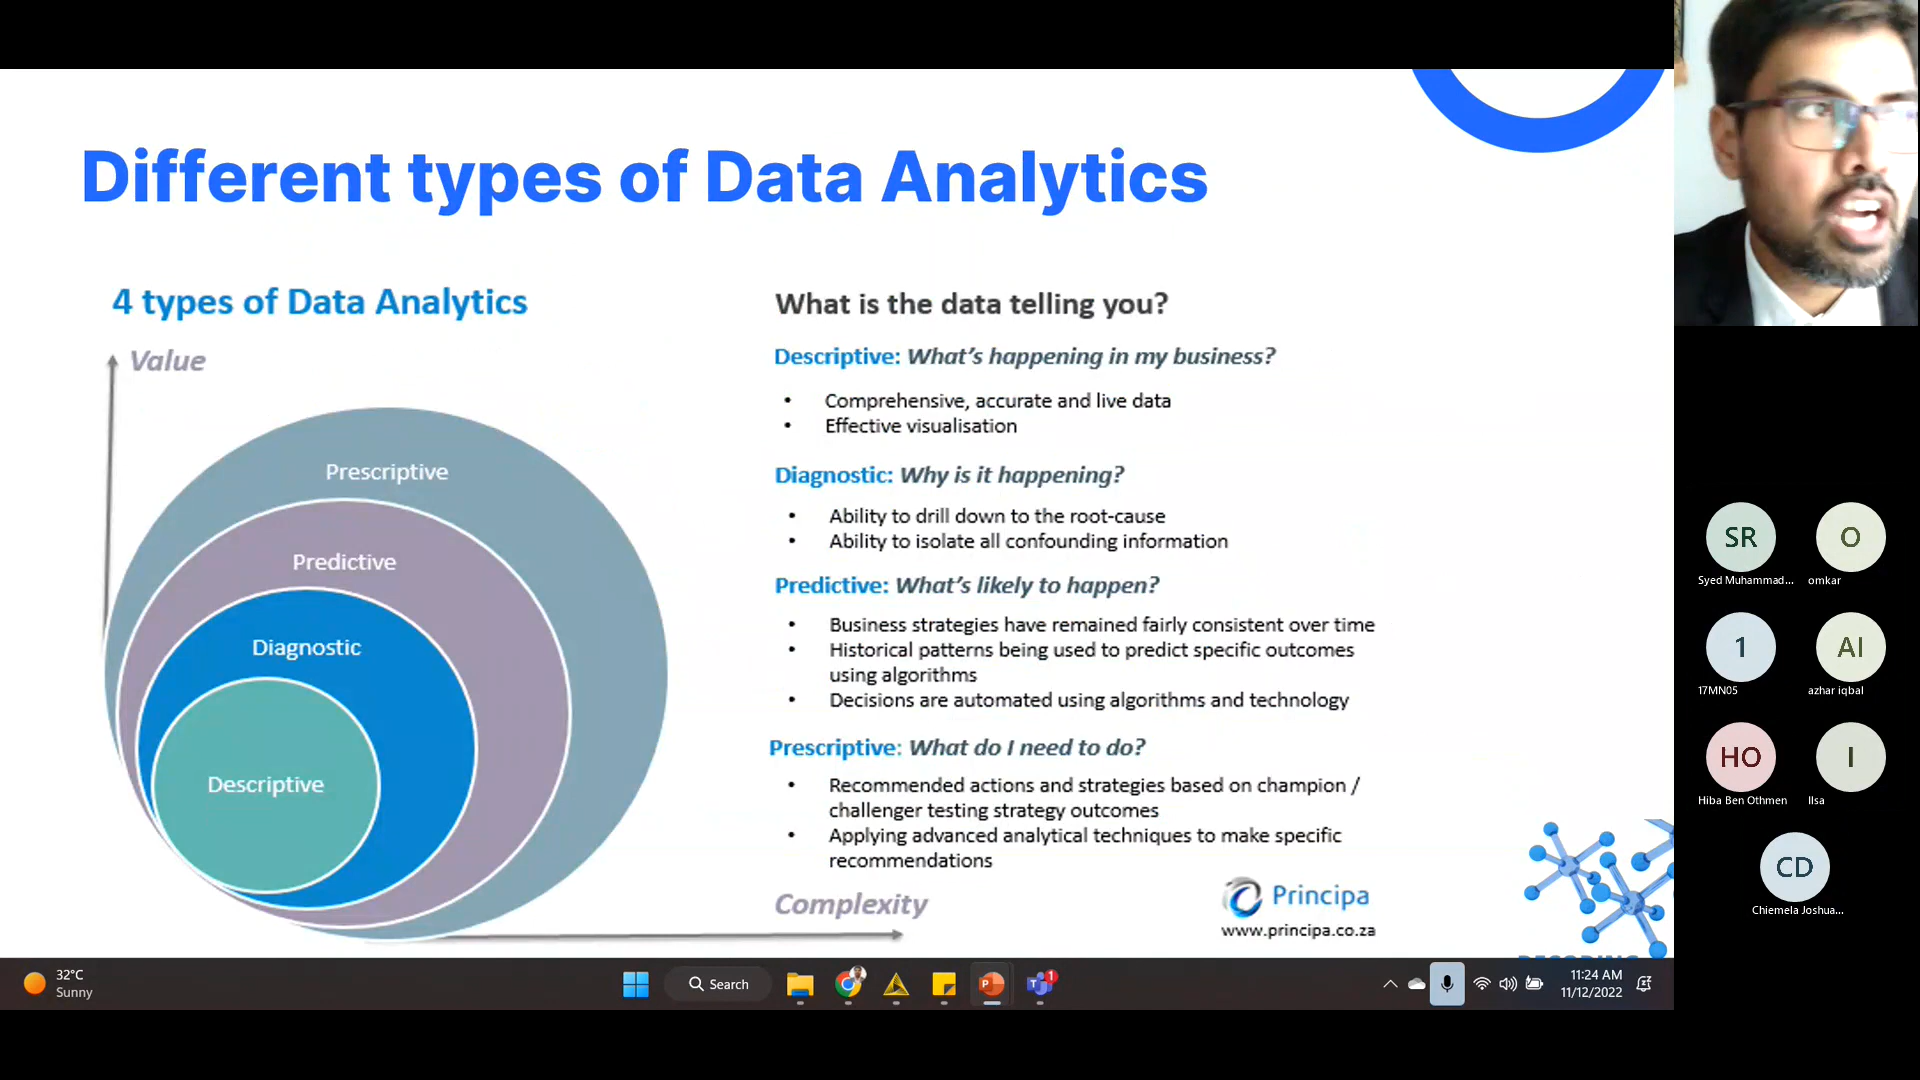 Different types of Data Analytics
4 types of Data Analytics
Value
Prescriptive
Predictive
Diagnostic
Descriptive
What is the data telling you?
Descriptive: What's happening in my business?
• Comprehensive, accurate and live data
• Effective visualisation
Diagnostic: Why is it happening?
• Ability to drill down to the root-cause
• Ability to isolate all confounding information
Predictive: What's likely to happen?
• Business strategies have remained fairly consistent over time
• Historical patterns being used to predict specific outcomes
using algorithms
• Decisions are automated using algorithms and technology
Prescriptive: What do I need to do?
• Recommended actions and strategies based on champion /
challenger testing strategy outcomes
• Applying advanced analytical techniques to make specific
recommendations
Complexity
Principa
www.principa.co.za
SR
Syed Muhammad...
O
omkar
1
17MN05
AI
azhar iqbal
HO
Hiba Ben Othmen
I
Ilsa
CD
Chiemela Joshua...
32°C
Sunny
Search
1
11:24 AM
11/12/2022